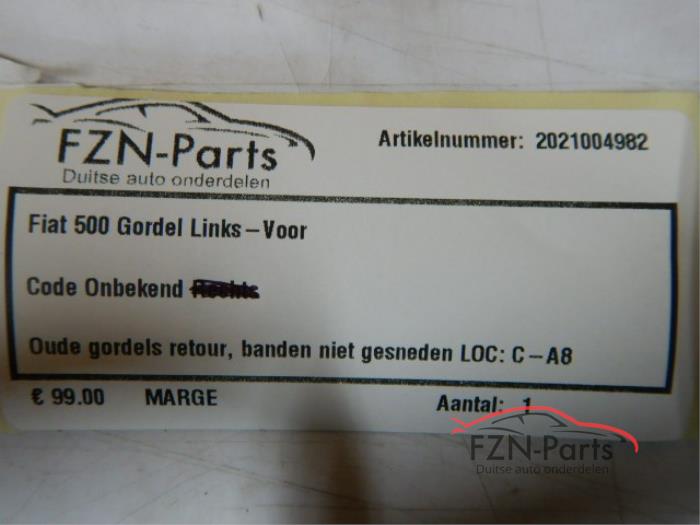 FZN-Parts
Duitse auto onderdelen
Artikelnummer: 2021004982
Fiat 500 Gordel Links-Voor
Code Onbekend Rechts
Oude gordels retour, banden niet gesneden LOC: C-A8
€ 99.00 MARGE Aantal: 1
FZN-Parts
Duitse auto onderdelen